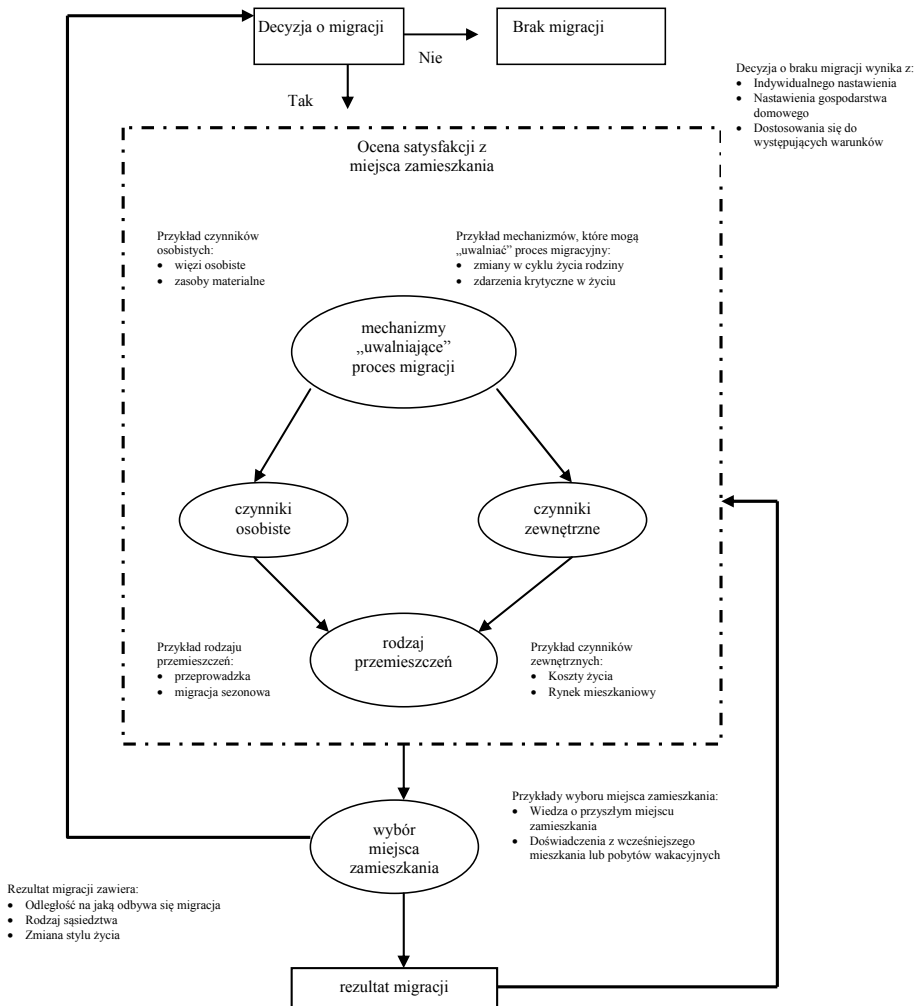 Decyzja o migracji
Brak migracji
Nie
Tak
Decyzja o braku migracji wynika z:
• Indywidualnego nastawienia
• Nastawienia gospodarstwa
domowego
• Dostosowania się do
występujących warunków
Ocena satysfakcji z
miejsca zamieszkania
Przykład czynników
osobistych:
• więzi osobiste
• zasoby materialne
Przykład mechanizmów, które mogą
„uwalniać” proces migracyjny:
• zmiany w cyklu życia rodziny
• zdarzenia krytyczne w życiu
mechanizmy
„uwalniające”
proces migracji
czynniki
osobiste
czynniki
zewnętrzne
rodzaj
przemieszczeń
Przykład rodzaju
przemieszczeń:
• przeprowadzka
• migracja sezonowa
Przykład czynników
zewnętrznych:
• Koszty życia
• Rynek mieszkaniowy
Przykłady wyboru miejsca zamieszkania:
• Wiedza o przyszłym miejscu
zamieszkania
• Doświadczenia z wcześniejszego
mieszkania lub pobytów wakacyjnych
wybór
miejsca
zamieszkania
Rezultat migracji zawiera:
• Odległość na jaką odbywa się migracja
• Rodzaj sąsiedztwa
• Zmiana stylu życia
rezultat migracji